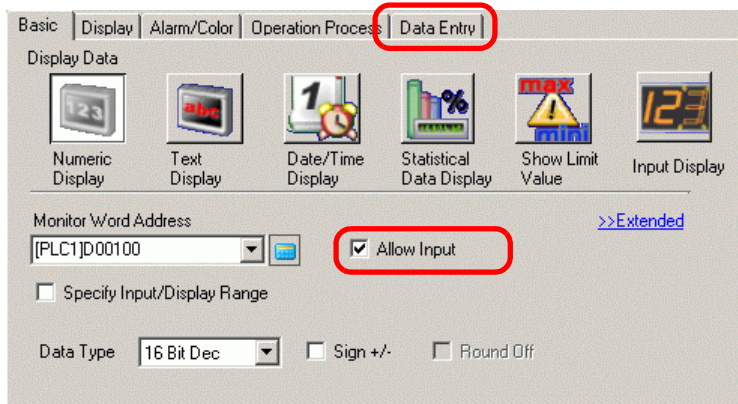 Basic Display Alarm/Color Operation Process Data Entry
Display Data
123 abc 1 % max mini 123
Numeric Display Text Display Date/Time Display Statistical Data Display Show Limit Value Input Display
Monitor Word Address >>Extended
[PLC1]D00100 Allow Input
Specify Input/Display Range
Data Type 16 Bit Dec Sign +/- Round Off